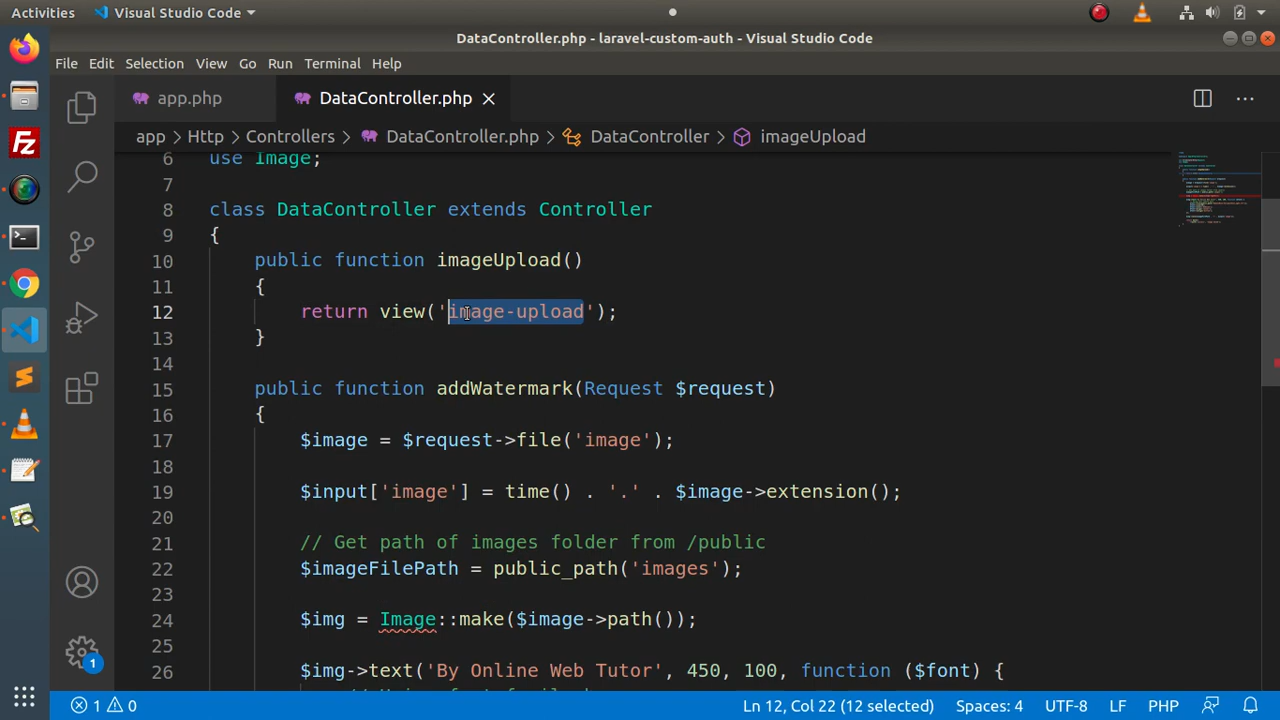 Activities
Visual Studio Code
DataController.php - laravel-custom-auth - Visual Studio Code
File Edit Selection View Go Run Terminal Help
app.php
DataController.php
app Http Controllers DataController.php DataController imageUpload
6 use Image;
7
8 class DataController extends Controller
9 {
10 public function imageUpload()
11 {
12 return view('image-upload');
13 }
14
15 public function addWatermark(Request $request)
16 {
17 $image = $request->file('image');
18
19 $input['image'] = time() . '.' . $image->extension();
20
21 // Get path of images folder from /public
22 $imageFilePath = public_path('images');
23
24 $img = Image::make($image->path());
25
26 $img->text('By Online Web Tutor', 450, 100, function ($font) {
Fz
1
1 0
Ln 12, Col 22 (12 selected) Spaces: 4 UTF-8 LF PHP